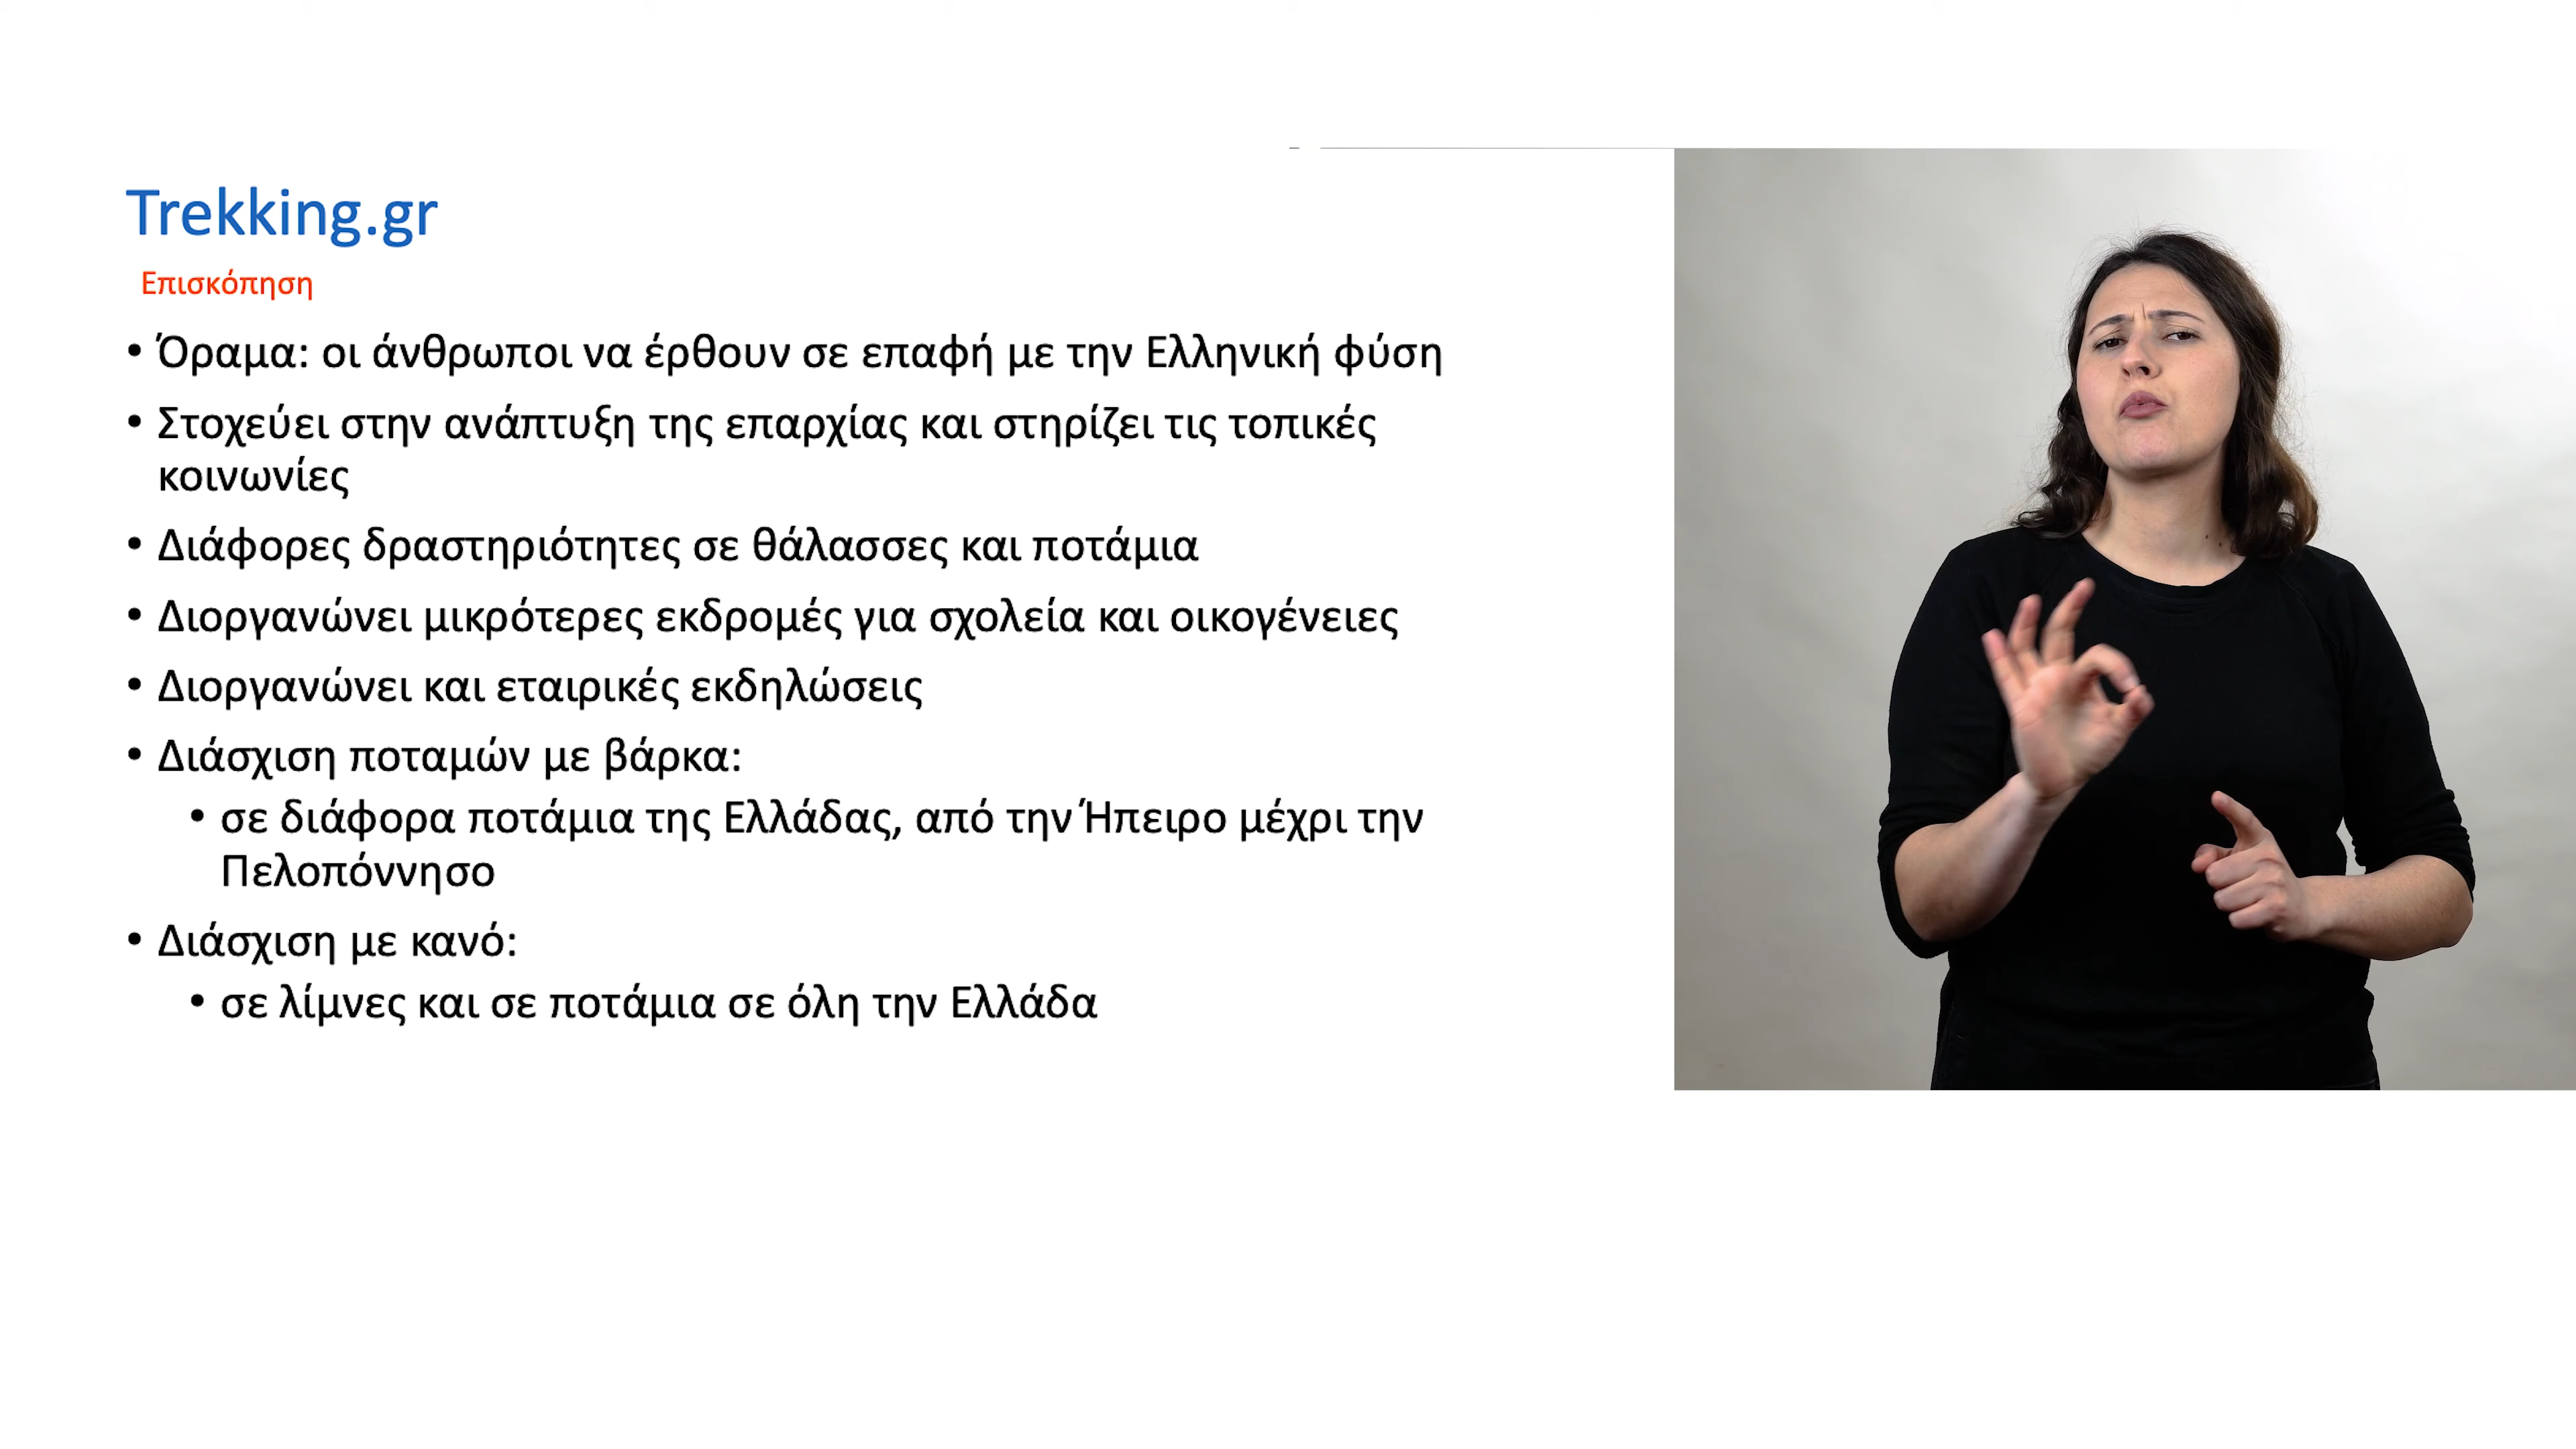 Trekking.gr
Επισκόπηση
• Όραμα: οι άνθρωποι να έρθουν σε επαφή με την Ελληνική φύση
• Στοχεύει στην ανάπτυξη της επαρχίας και στηρίζει τις τοπικές
κοινωνίες
• Διάφορες δραστηριότητες σε θάλασσες και ποτάμια
• Διοργανώνει μικρότερες εκδρομές για σχολεία και οικογένειες
• Διοργανώνει και εταιρικές εκδηλώσεις
• Διάσχιση ποταμών με βάρκα:
• σε διάφορα ποτάμια της Ελλάδας, από την Ήπειρο μέχρι την
Πελοπόννησο
• Διάσχιση με κανό:
• σε λίμνες και σε ποτάμια σε όλη την Ελλάδα